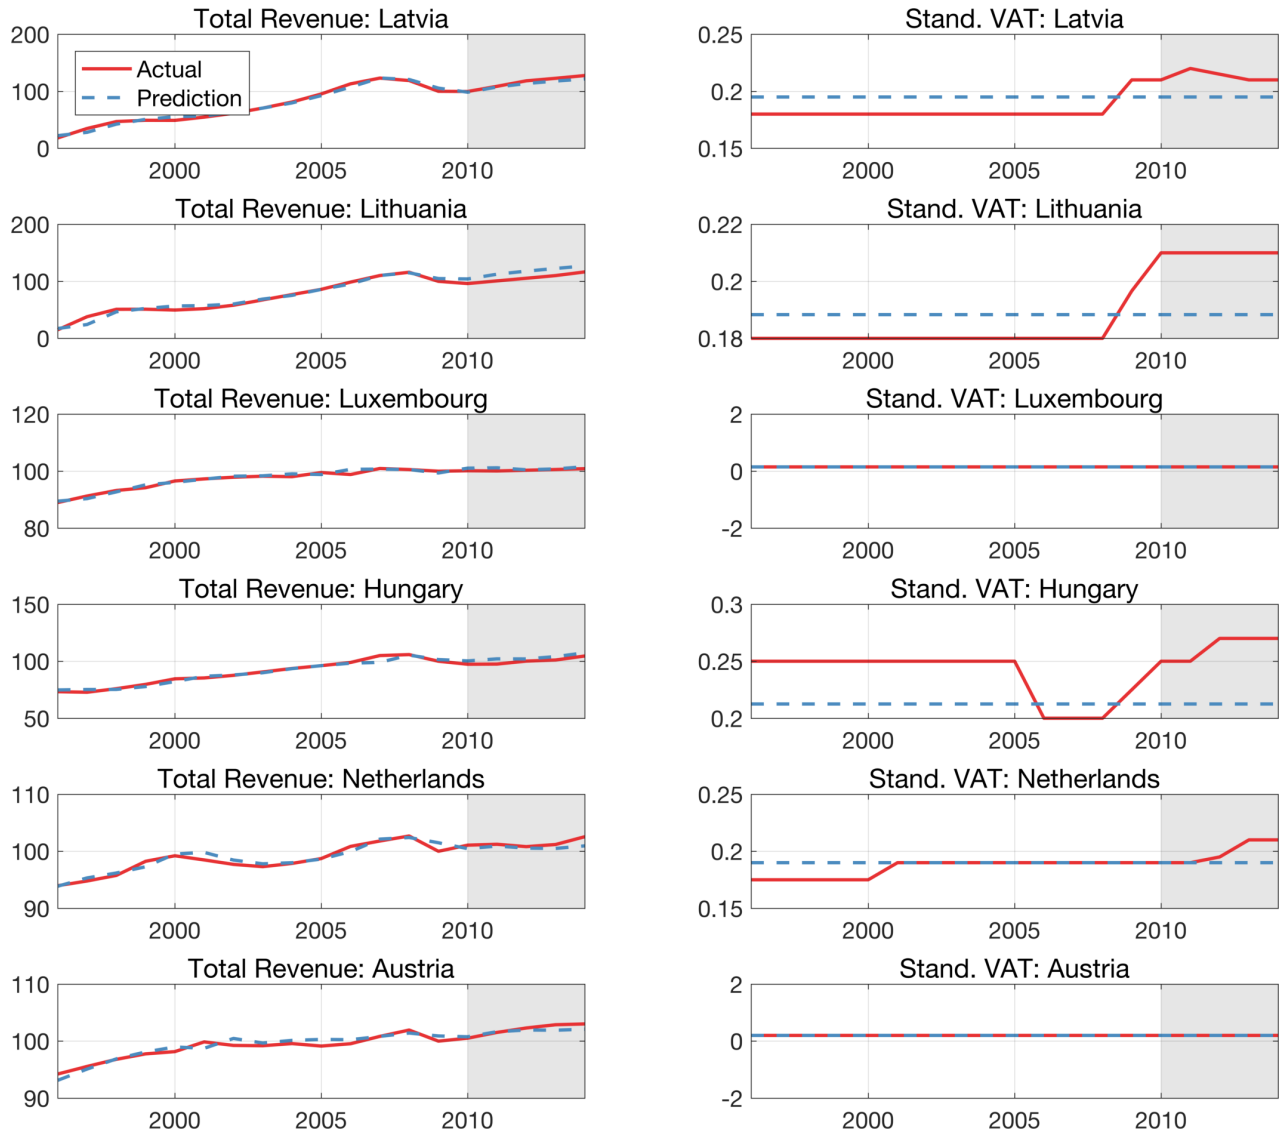 Total Revenue: Latvia
200
100
0
Actual
Prediction
2000 2005 2010
Stand. VAT: Latvia
0.25
0.2
0.15
2000 2005 2010
Total Revenue: Lithuania
200
100
0
2000 2005 2010
Stand. VAT: Lithuania
0.22
0.2
0.18
2000 2005 2010
Total Revenue: Luxembourg
120
100
80
2000 2005 2010
Stand. VAT: Luxembourg
2
0
-2
2000 2005 2010
Total Revenue: Hungary
150
100
50
2000 2005 2010
Stand. VAT: Hungary
0.3
0.25
0.2
2000 2005 2010
Total Revenue: Netherlands
110
100
90
2000 2005 2010
Stand. VAT: Netherlands
0.25
0.2
0.15
2000 2005 2010
Total Revenue: Austria
110
100
90
2000 2005 2010
Stand. VAT: Austria
2
0
-2
2000 2005 2010